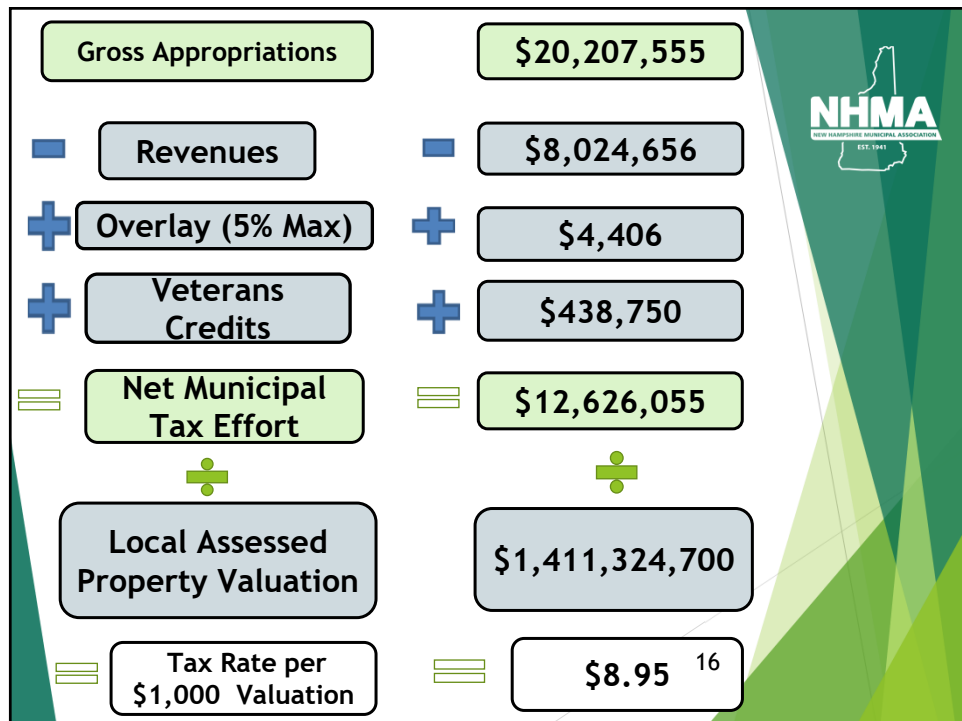 Gross Appropriations
$20,207,555
NHMA
NEW HAMPSHIRE MUNICIPAL ASSOCIATION
EST. 1941
Revenues
$8,024,656
Overlay (5% Max)
$4,406
Veterans
Credits
$438,750
Net Municipal
Tax Effort
$12,626,055
Local Assessed
Property Valuation
$1,411,324,700
Tax Rate per
$1,000 Valuation
$8.95
16